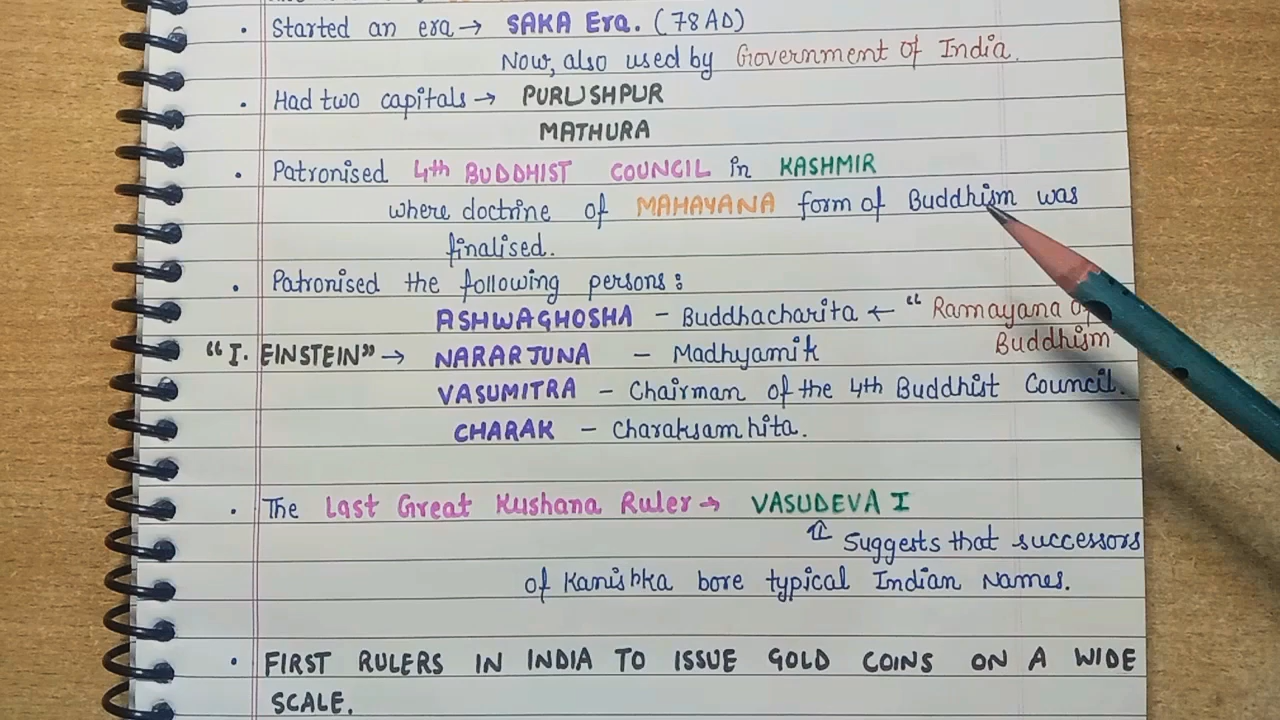 • Started an era → SAKA Era. (78 AD)
Now, also used by Government of India.
• Had two capitals → PURUSHPUR
MATHURA
• Patronised 4th BUDDHIST COUNCIL in KASHMIR
where doctrine of MAHAYANA form of Buddhism was
finalised.
• Patronised the following persons:
ASHWAGHOSHA - Buddhacharita ← "Ramayana of
Buddhism
"I. EINSTEIN" → NARARJUNA - Madhyamik
VASUMITRA - Chairman of the 4th Buddhist Council.
CHARAK - Charaksamhita.
• The Last Great Kushana Ruler → VASUDEVA I
⇑ Suggests that successors
of Kanishka bore typical Indian Names.
• FIRST RULERS IN INDIA TO ISSUE GOLD COINS ON A WIDE
SCALE.